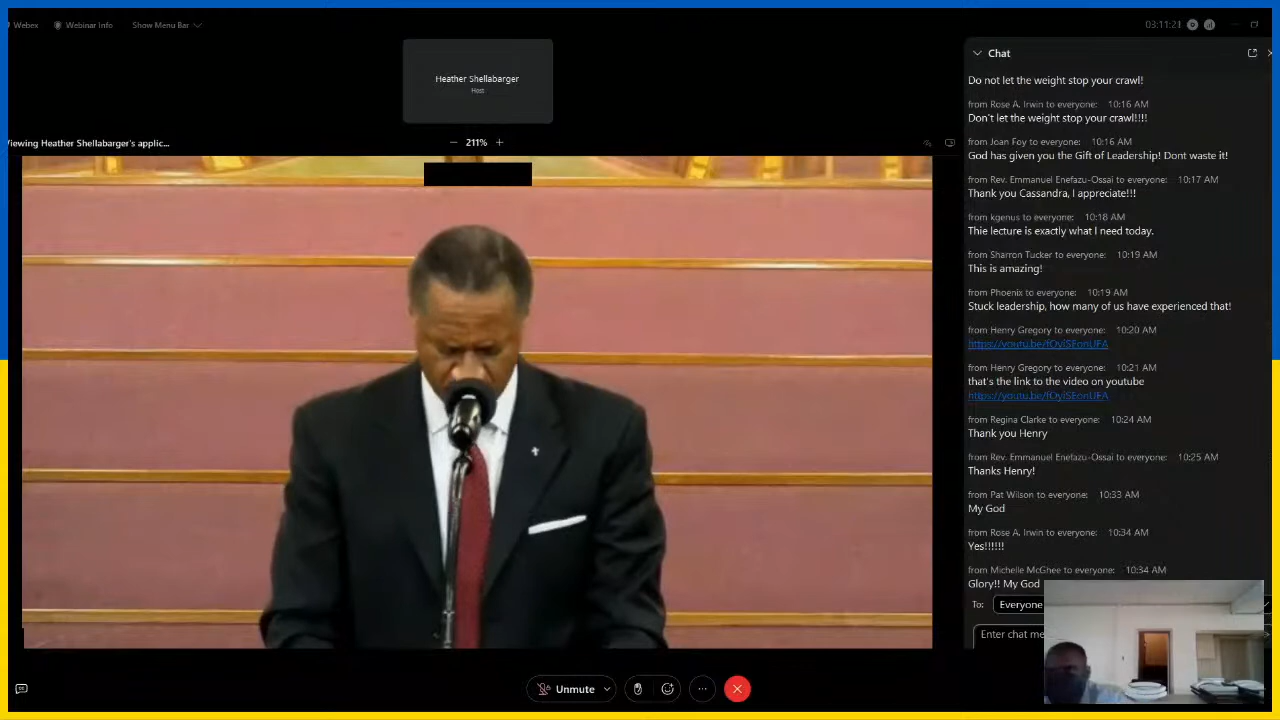 Webex Webinar Info Show Menu Bar
03:11:21
Heather Shellabarger
Host
Viewing Heather Shellabarger's applic...
211%
Chat
Do not let the weight stop your crawl!
from Rose A. Irwin to everyone: 10:16 AM
Don't let the weight stop your crawl!!!!
from Joan Foy to everyone: 10:16 AM
God has given you the Gift of Leadership! Dont waste it!
from Rev. Emmanuel Enefazu-Ossai to everyone: 10:17 AM
Thank you Cassandra, I appreciate!!!
from kgenus to everyone: 10:18 AM
Thie lecture is exactly what I need today.
from Sharron Tucker to everyone: 10:19 AM
This is amazing!
from Phoenix to everyone: 10:19 AM
Stuck leadership, how many of us have experienced that!
from Henry Gregory to everyone: 10:20 AM
from Henry Gregory to everyone: 10:21 AM
that's the link to the video on youtube
from Regina Clarke to everyone: 10:24 AM
Thank you Henry
from Rev. Emmanuel Enefazu-Ossai to everyone: 10:25 AM
Thanks Henry!
from Pat Wilson to everyone: 10:33 AM
My God
from Rose A. Irwin to everyone: 10:34 AM
Yes!!!!!!
from Michelle McGhee to everyone: 10:34 AM
Glory!! My God
To: Everyone
Enter chat me
Unmute